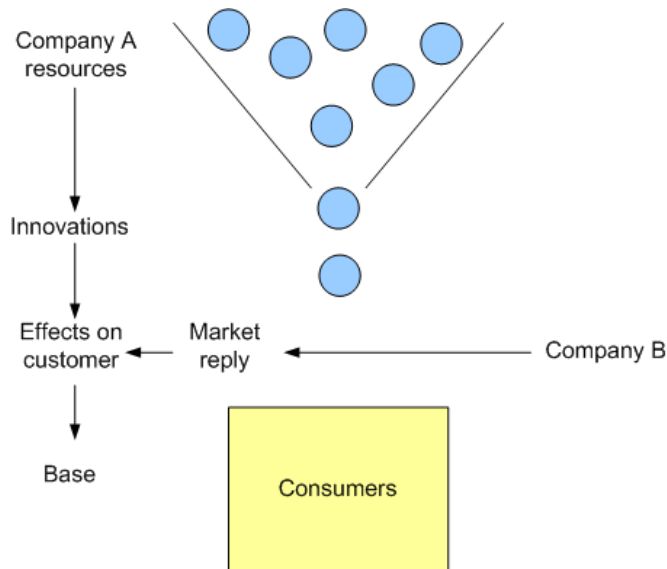 Company A
resources
Innovations
Effects on
customer
Market
reply
Company B
Base
Consumers